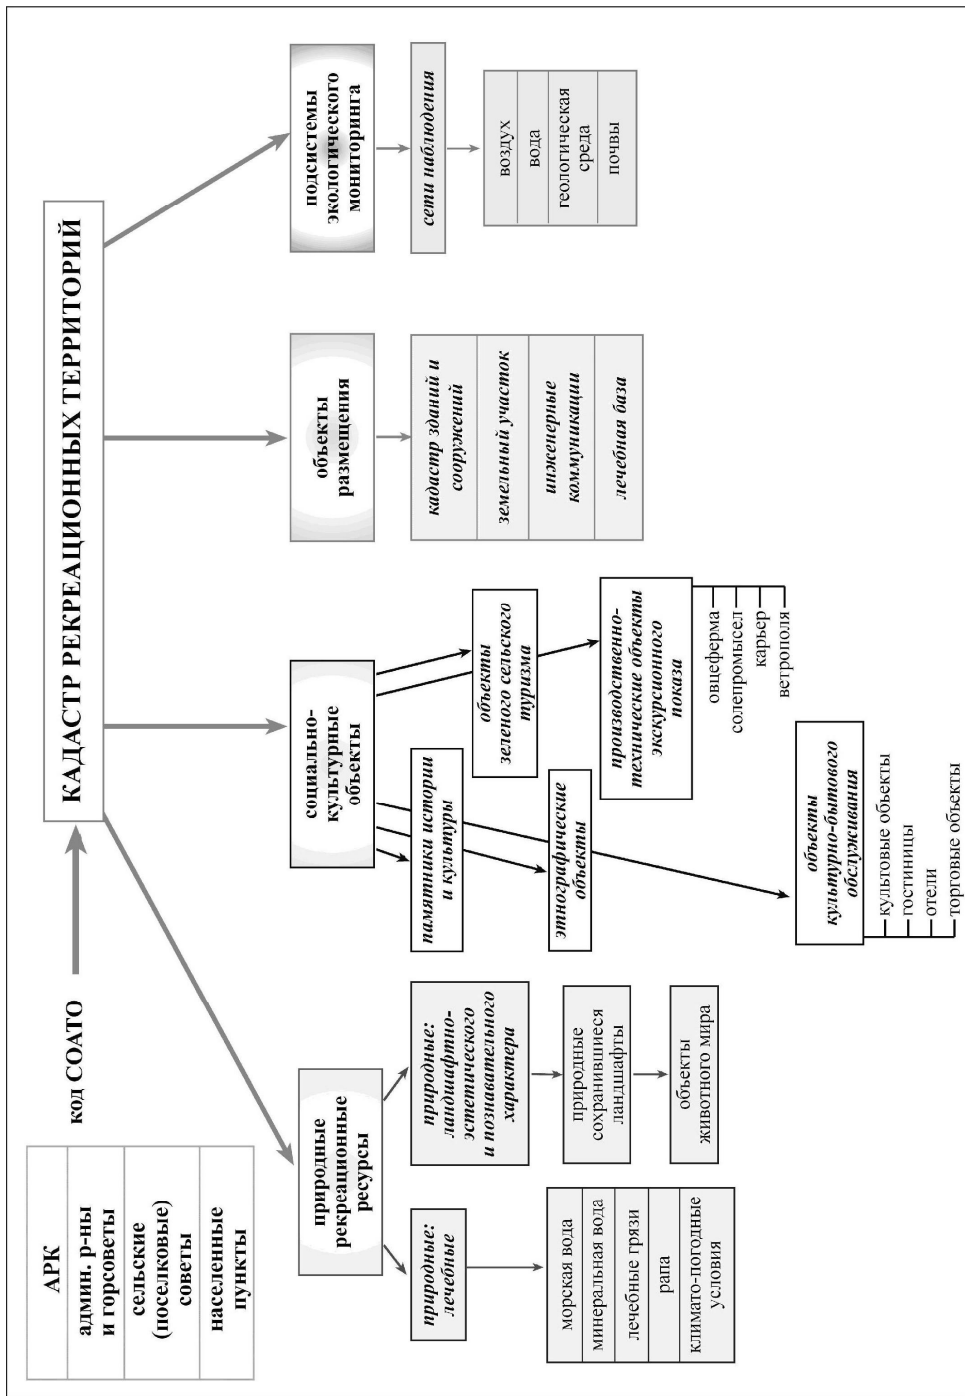 КАДАСТР РЕКРЕАЦИОННЫХ ТЕРРИТОРИЙ
код СОАТО
АРК
админ. р-ны
и горсоветы
сельские
(поселковые)
советы
населенные
пункты
природные
рекреационные
ресурсы
природные:
лечебные
морская вода
минеральная вода
лечебные грязи
рапа
климато-погодные
условия
природные:
ландшафтно-
эстетического
и познавательного
характера
природные
сохранившиеся
ландшафты
объекты
животного мира
социально-
культурные
объекты
памятники истории
и культуры
этнографические
объекты
объекты
культурно-бытового
обслуживания
культовые объекты
гостиницы
отели
торговые объекты
объекты
зеленого сельского
туризма
производственно-
технические объекты
экскурсионного
показа
овцеферма
солепромысел
карьер
ветрополя
объекты
размещения
кадастр зданий и
сооружений
земельный участок
инженерные
коммуникации
лечебная база
подсистемы
экологического
мониторинга
сети наблюдения
воздух
вода
геологическая
среда
почвы